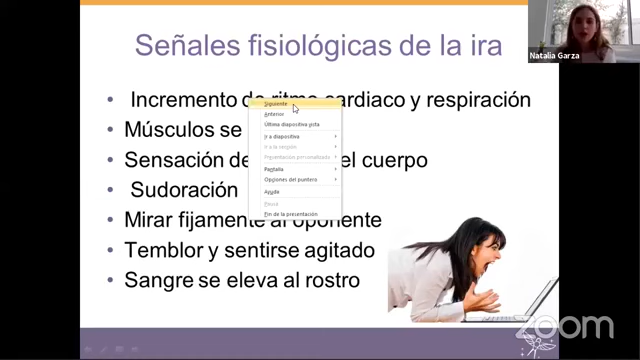 Señales fisiológicas de la ira
Natalia Garza
• Incremento de ritmo cardiaco y respiración
• Músculos se
• Sensación de el cuerpo
• Sudoración
• Mirar fijamente al oponente
• Temblor y sentirse agitado
• Sangre se eleva al rostro
Siguiente
Anterior
Última diapositiva vista
Ir a diapositiva
Ir a la sección
Presentación personalizada
Pantalla
Opciones del puntero
Ayuda
Pausa
Fin de la presentación
zoom